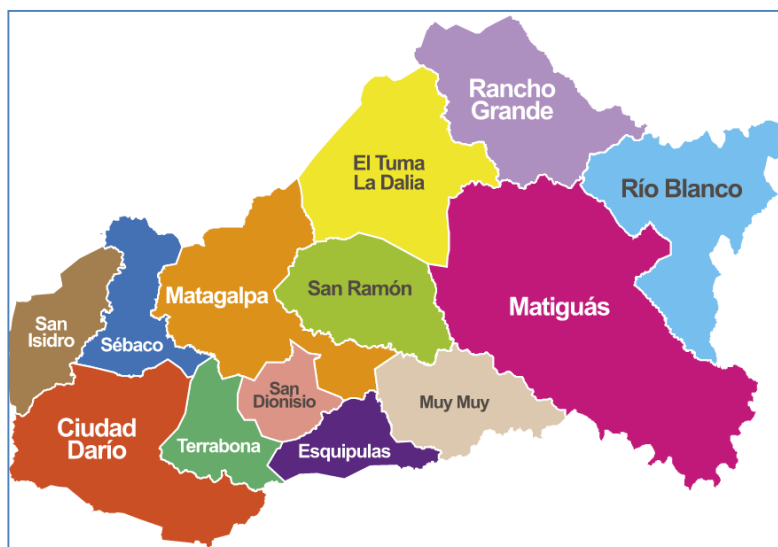 Rancho
Grande
El Tuma
La Dalia
Río Blanco
Matagalpa
San Ramón
Matiguás
San
Isidro
Sébaco
San
Dionisio
Muy Muy
Ciudad
Darío
Terrabona
Esquipulas